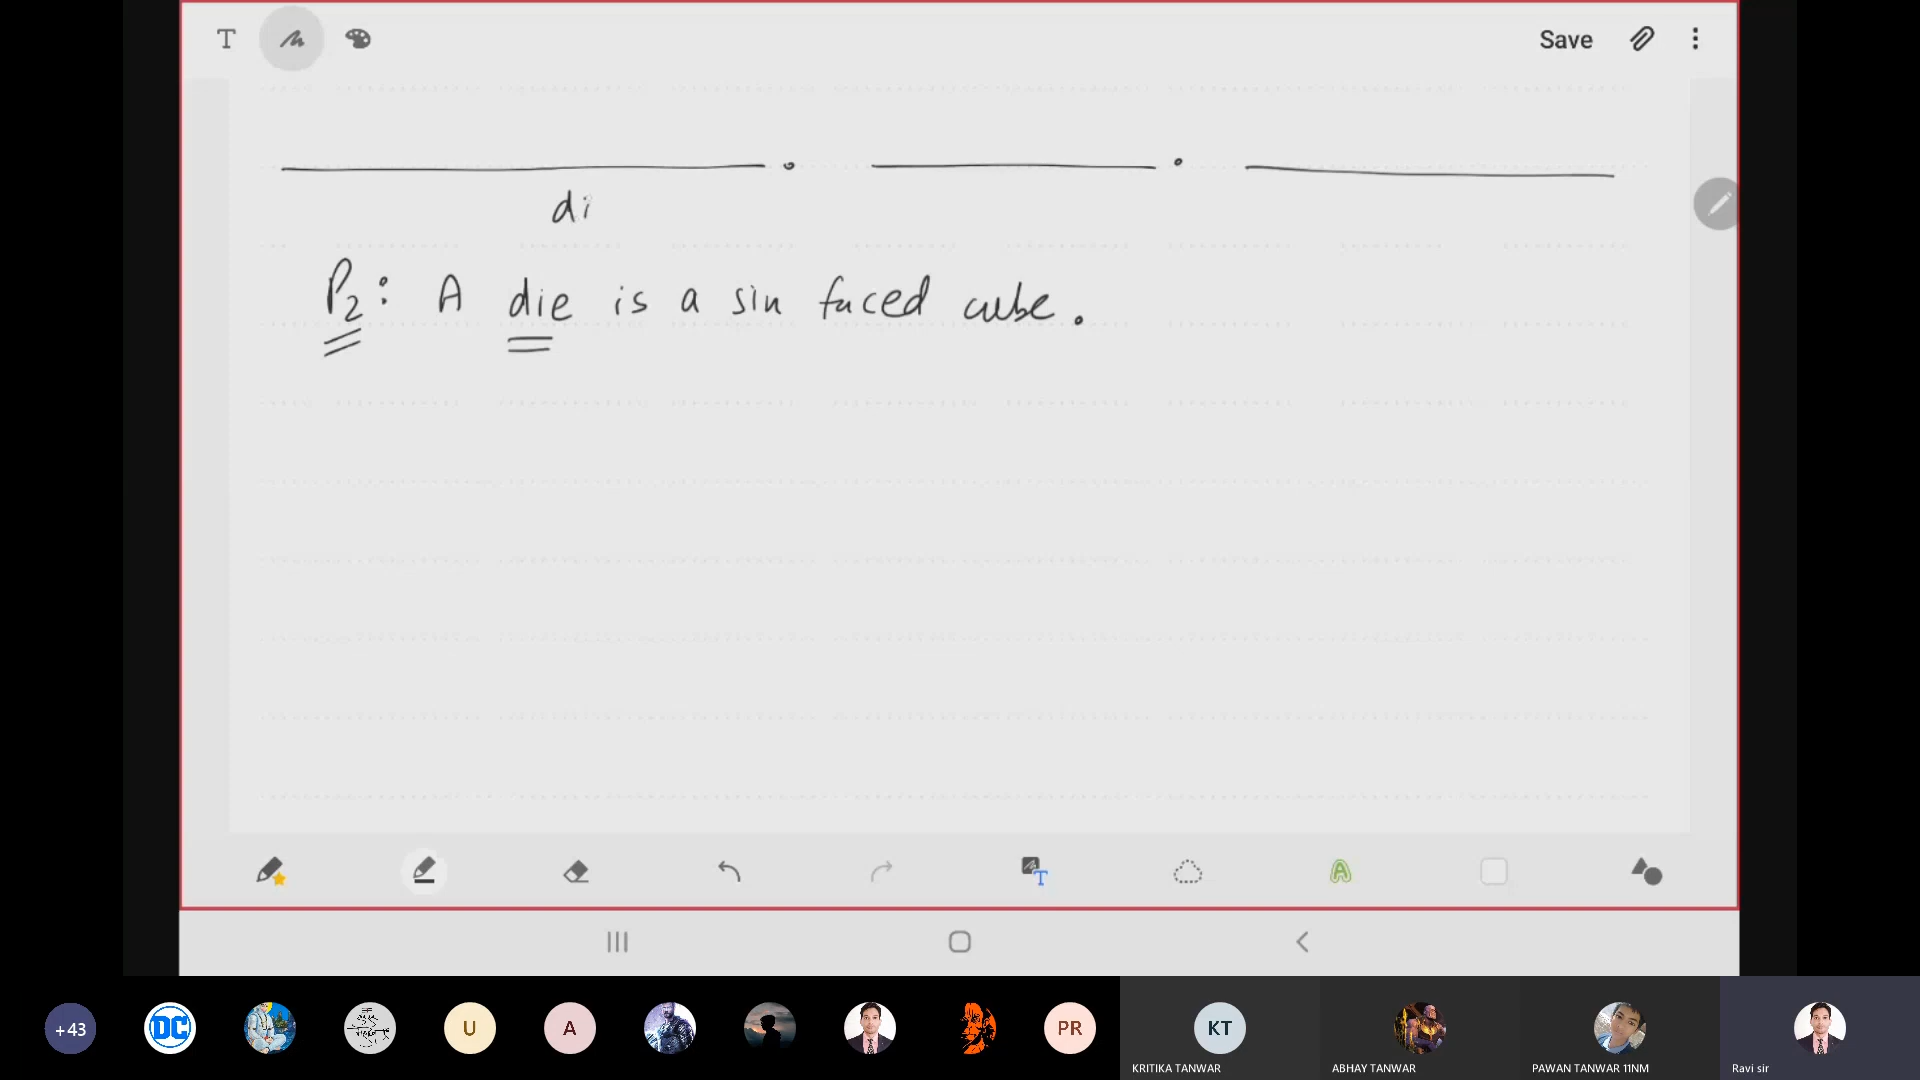 T Save
di
P2: A die is a sin faced cube.
T A
+43 DC U A PR KT
KRITIKA TANWAR ABHAY TANWAR PAWAN TANWAR 11NM Ravi sir